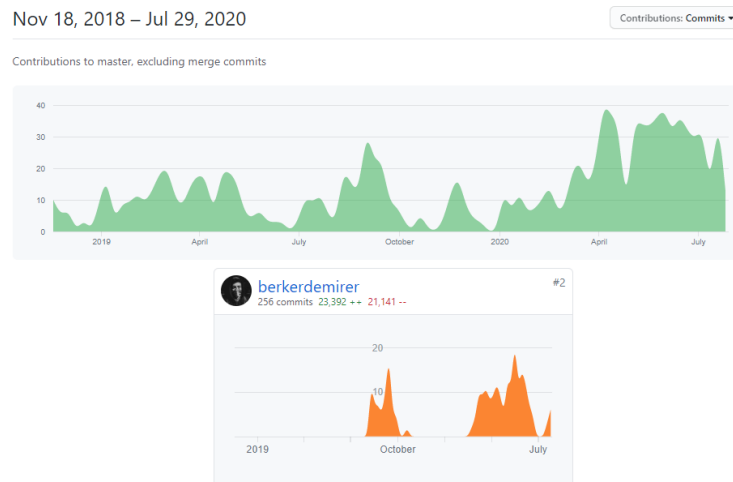 Nov 18, 2018 – Jul 29, 2020
Contributions: Commits
Contributions to master, excluding merge commits
40
30
20
10
0
2019 April July October 2020 April July
berkerdemirer #2
256 commits 23,392 ++ 21,141 --
20
10
2019 October July